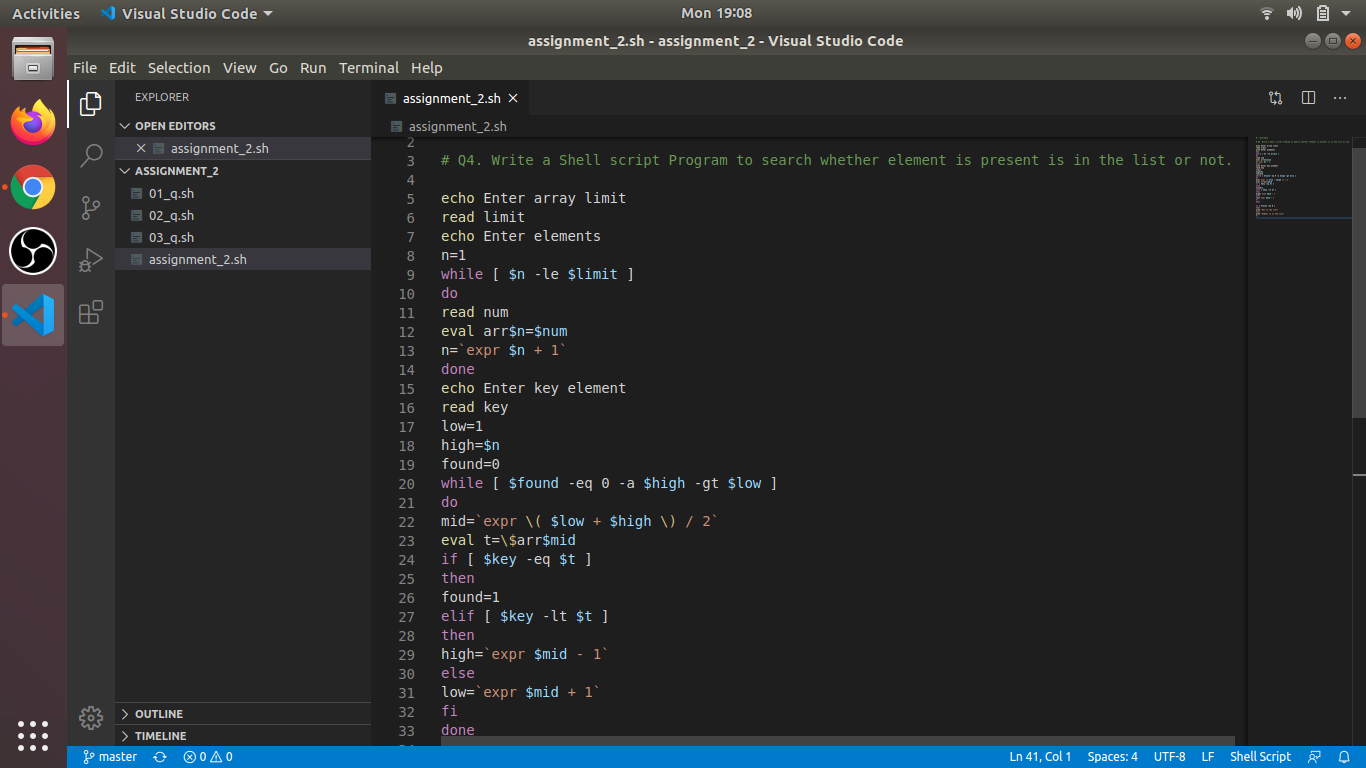 Activities
Visual Studio Code
Mon 19:08
assignment_2.sh - assignment_2 - Visual Studio Code
File Edit Selection View Go Run Terminal Help
EXPLORER
OPEN EDITORS
assignment_2.sh
ASSIGNMENT_2
01_q.sh
02_q.sh
03_q.sh
assignment_2.sh
OUTLINE
TIMELINE
assignment_2.sh
assignment_2.sh
2
3 # Q4. Write a Shell script Program to search whether element is present is in the list or not.
4
5 echo Enter array limit
6 read limit
7 echo Enter elements
8 n=1
9 while [ $n -le $limit ]
10 do
11 read num
12 eval arr$n=$num
13 n=`expr $n + 1`
14 done
15 echo Enter key element
16 read key
17 low=1
18 high=$n
19 found=0
20 while [ $found -eq 0 -a $high -gt $low ]
21 do
22 mid=`expr \( $low + $high \) / 2`
23 eval t=\$arr$mid
24 if [ $key -eq $t ]
25 then
26 found=1
27 elif [ $key -lt $t ]
28 then
29 high=`expr $mid - 1`
30 else
31 low=`expr $mid + 1`
32 fi
33 done
master 0 0 Ln 41, Col 1 Spaces: 4 UTF-8 LF Shell Script